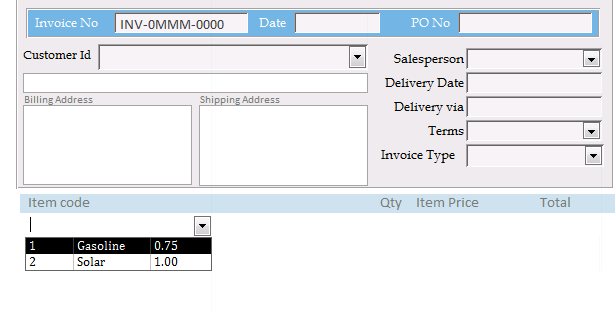 Invoice No INV-0MMM-0000 Date PO No
Customer Id
Salesperson
Delivery Date
Billing Address Shipping Address
Delivery via
Terms
Invoice Type
Item code Qty Item Price Total
1 Gasoline 0.75
2 Solar 1.00